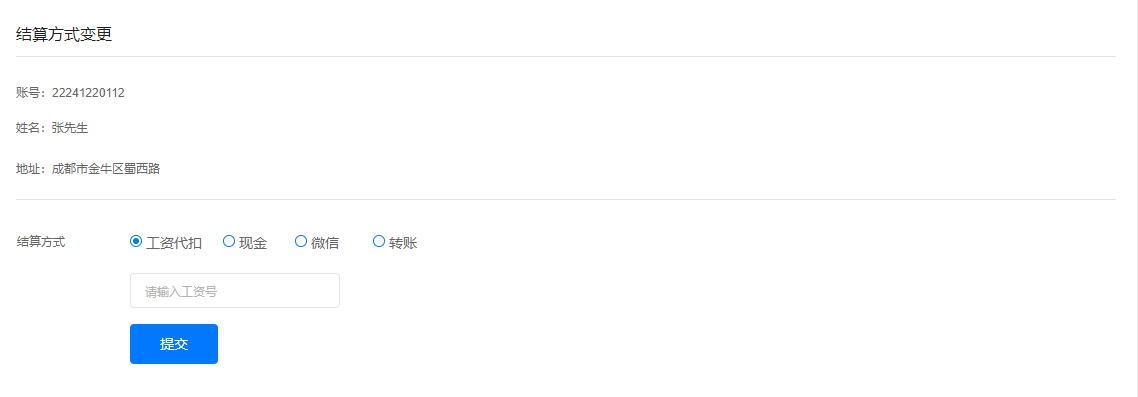 结算方式变更
账号：22241220112
姓名：张先生
地址：成都市金牛区蜀西路
结算方式 工资代扣 现金 微信 转账
请输入工资号
提交